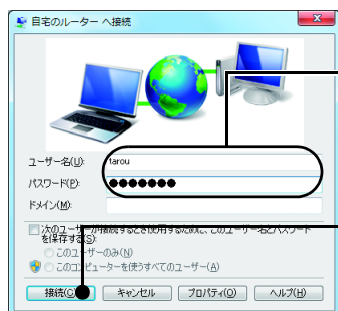 自宅のルーター へ接続
ユーザー名(U):
tarou
パスワード(P):
●●●●●●●
ドメイン(M):
次のユーザーが接続するとき使用するために、このユーザー名とパスワード
を保存する(S):
このユーザーのみ(N)
このコンピューターを使うすべてのユーザー(A)
接続(C)
キャンセル
プロパティ(O)
ヘルプ(H)